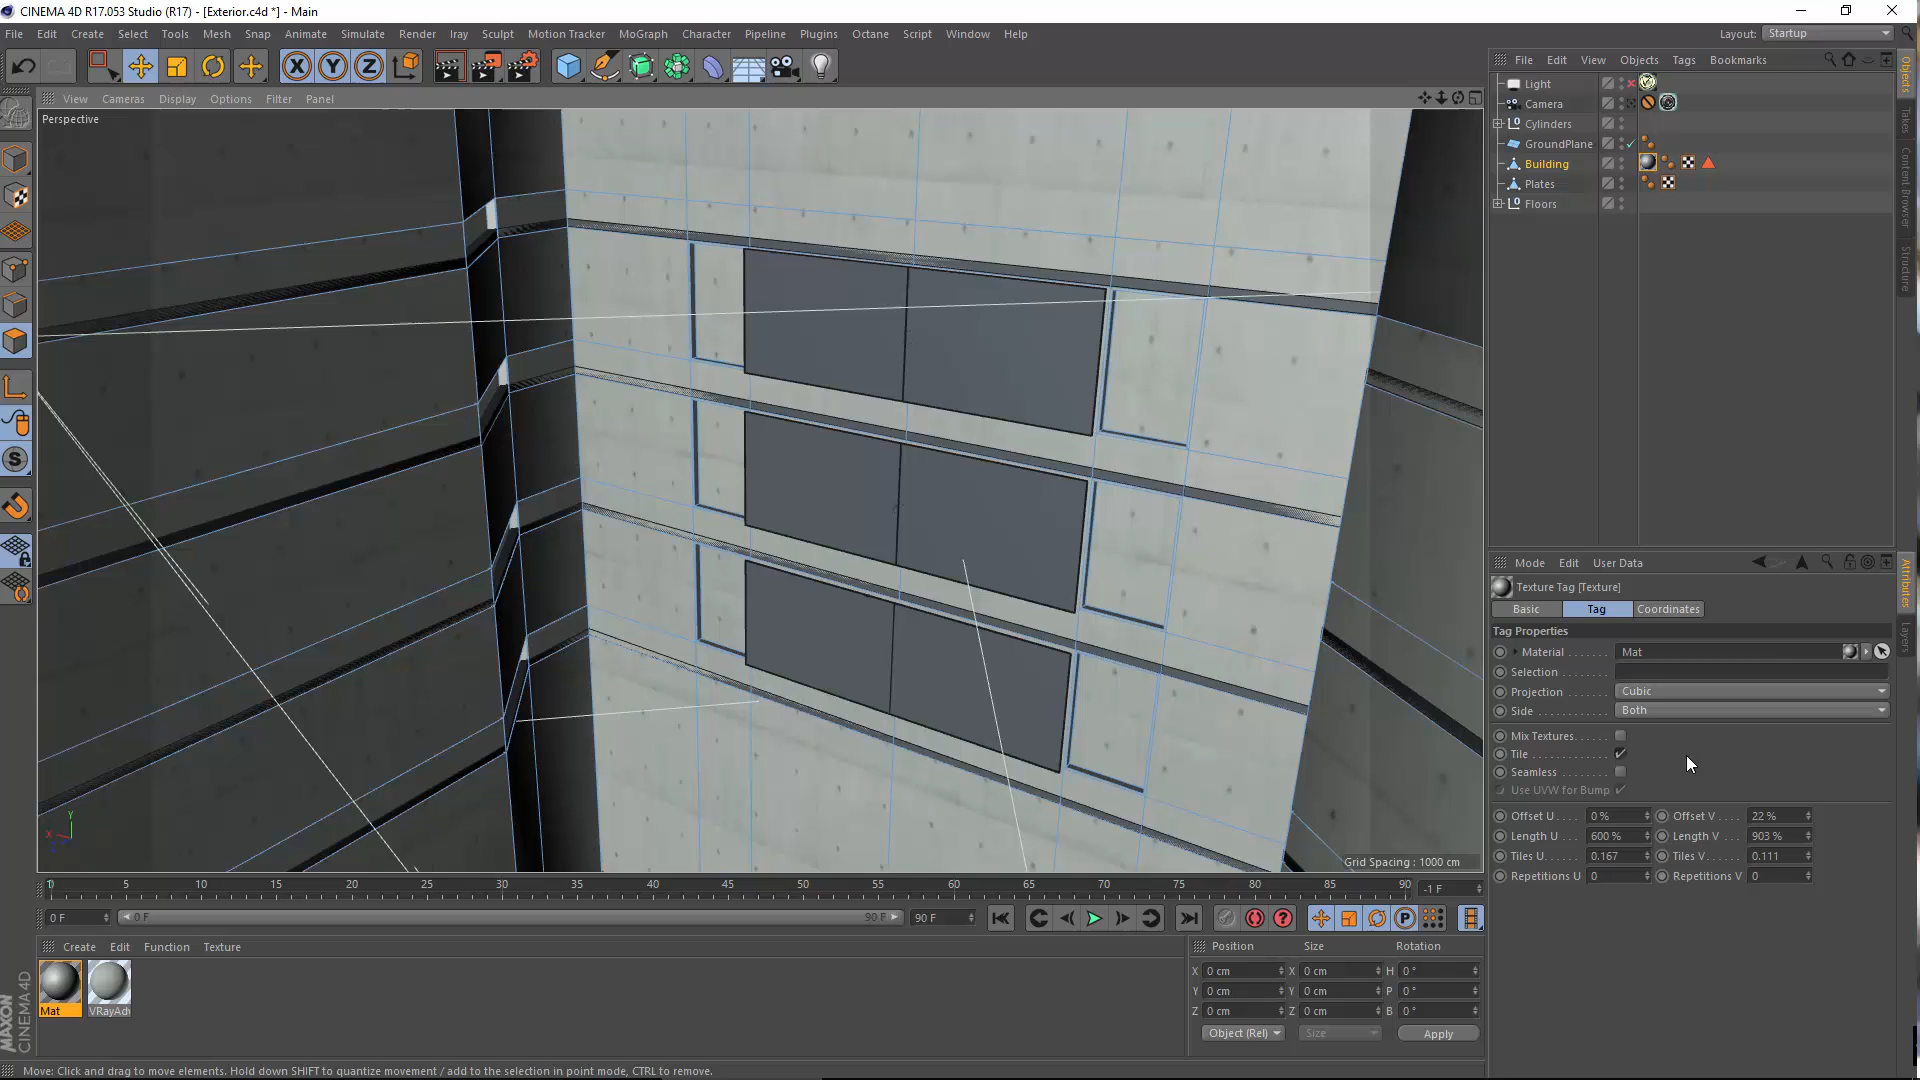 CINEMA 4D R17.053 Studio (R17) - [Exterior.c4d *] - Main
File Edit Create Select Tools Mesh Snap Animate Simulate Render Iray Sculpt Motion Tracker MoGraph Character Pipeline Plugins Octane Script Window Help
Layout: Startup
View Cameras Display Options Filter Panel
Perspective
Grid Spacing : 1000 cm
File Edit View Objects Tags Bookmarks
Light
Camera
Cylinders
GroundPlane
Building
Plates
Floors
Objects
Takes
Content Browser
Structure
Mode Edit User Data
Texture Tag [Texture]
Basic Tag Coordinates
Tag Properties
Material Mat
Selection
Projection Cubic
Side Both
Mix Textures
Tile
Seamless
Use UVW for Bump
Offset U 0 % Offset V 22 %
Length U 600 % Length V 903 %
Tiles U 0.167 Tiles V 0.111
Repetitions U 0 Repetitions V 0
Attributes
Layers
0 5 10 15 20 25 30 35 40 45 50 55 60 65 70 75 80 85 90 -1 F
0 F 0 F 90 F 90 F
Create Edit Function Texture
Mat VRayAdv
Position Size Rotation
X 0 cm X 0 cm H 0 °
Y 0 cm Y 0 cm P 0 °
Z 0 cm Z 0 cm B 0 °
Object (Rel) Size Apply
MAXON
CINEMA 4D
Move: Click and drag to move elements. Hold down SHIFT to quantize movement / add to the selection in point mode, CTRL to remove.